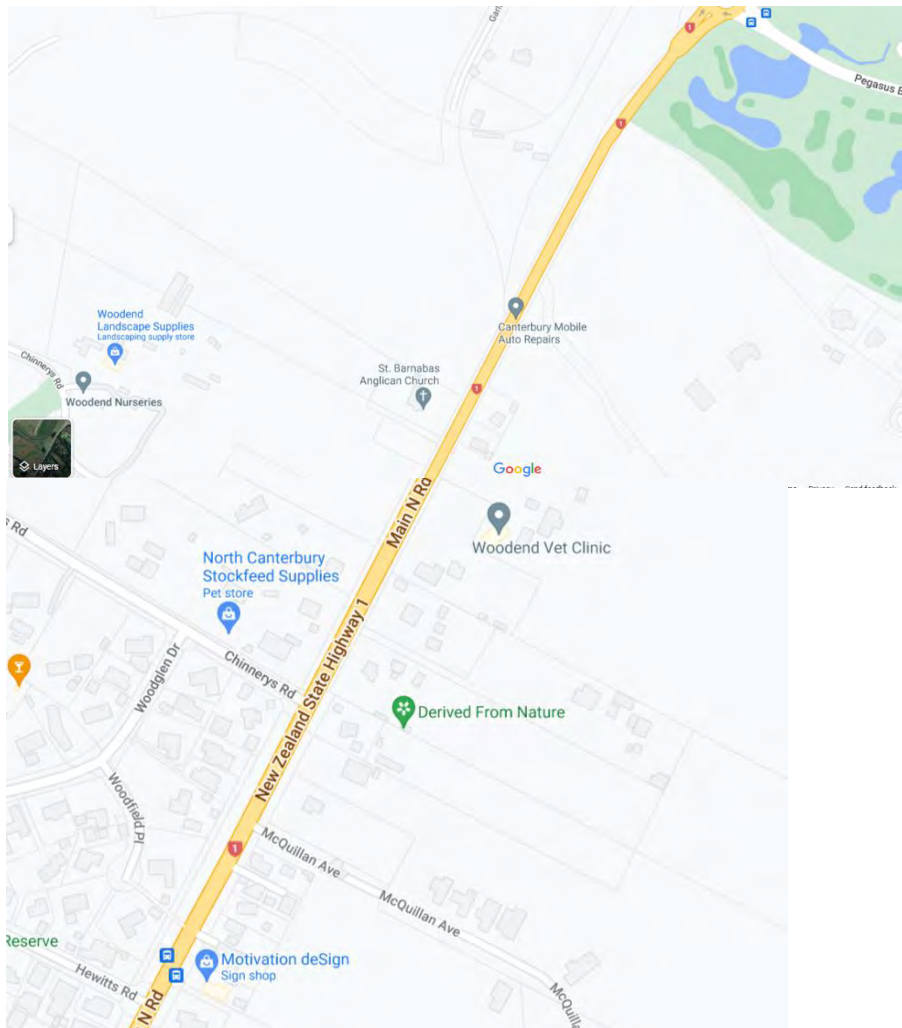 1
Pegasus B
1
Woodend
Landscape Supplies
Landscaping supply store
Canterbury Mobile
Auto Repairs
Chinnerys Rd
St. Barnabas
Anglican Church
1
Woodend Nurseries
Layers
Google
Privacy
Main N Rd
s Rd
Woodend Vet Clinic
North Canterbury
Stockfeed Supplies
Pet store
New Zealand State Highway 1
Chinnerys Rd
Woodglen Dr
Derived From Nature
Woodfield Pl
McQuillan Ave
1
McQuillan Ave
Reserve
Motivation deSign
Sign shop
Hewitts Rd
N Rd
McQuilla